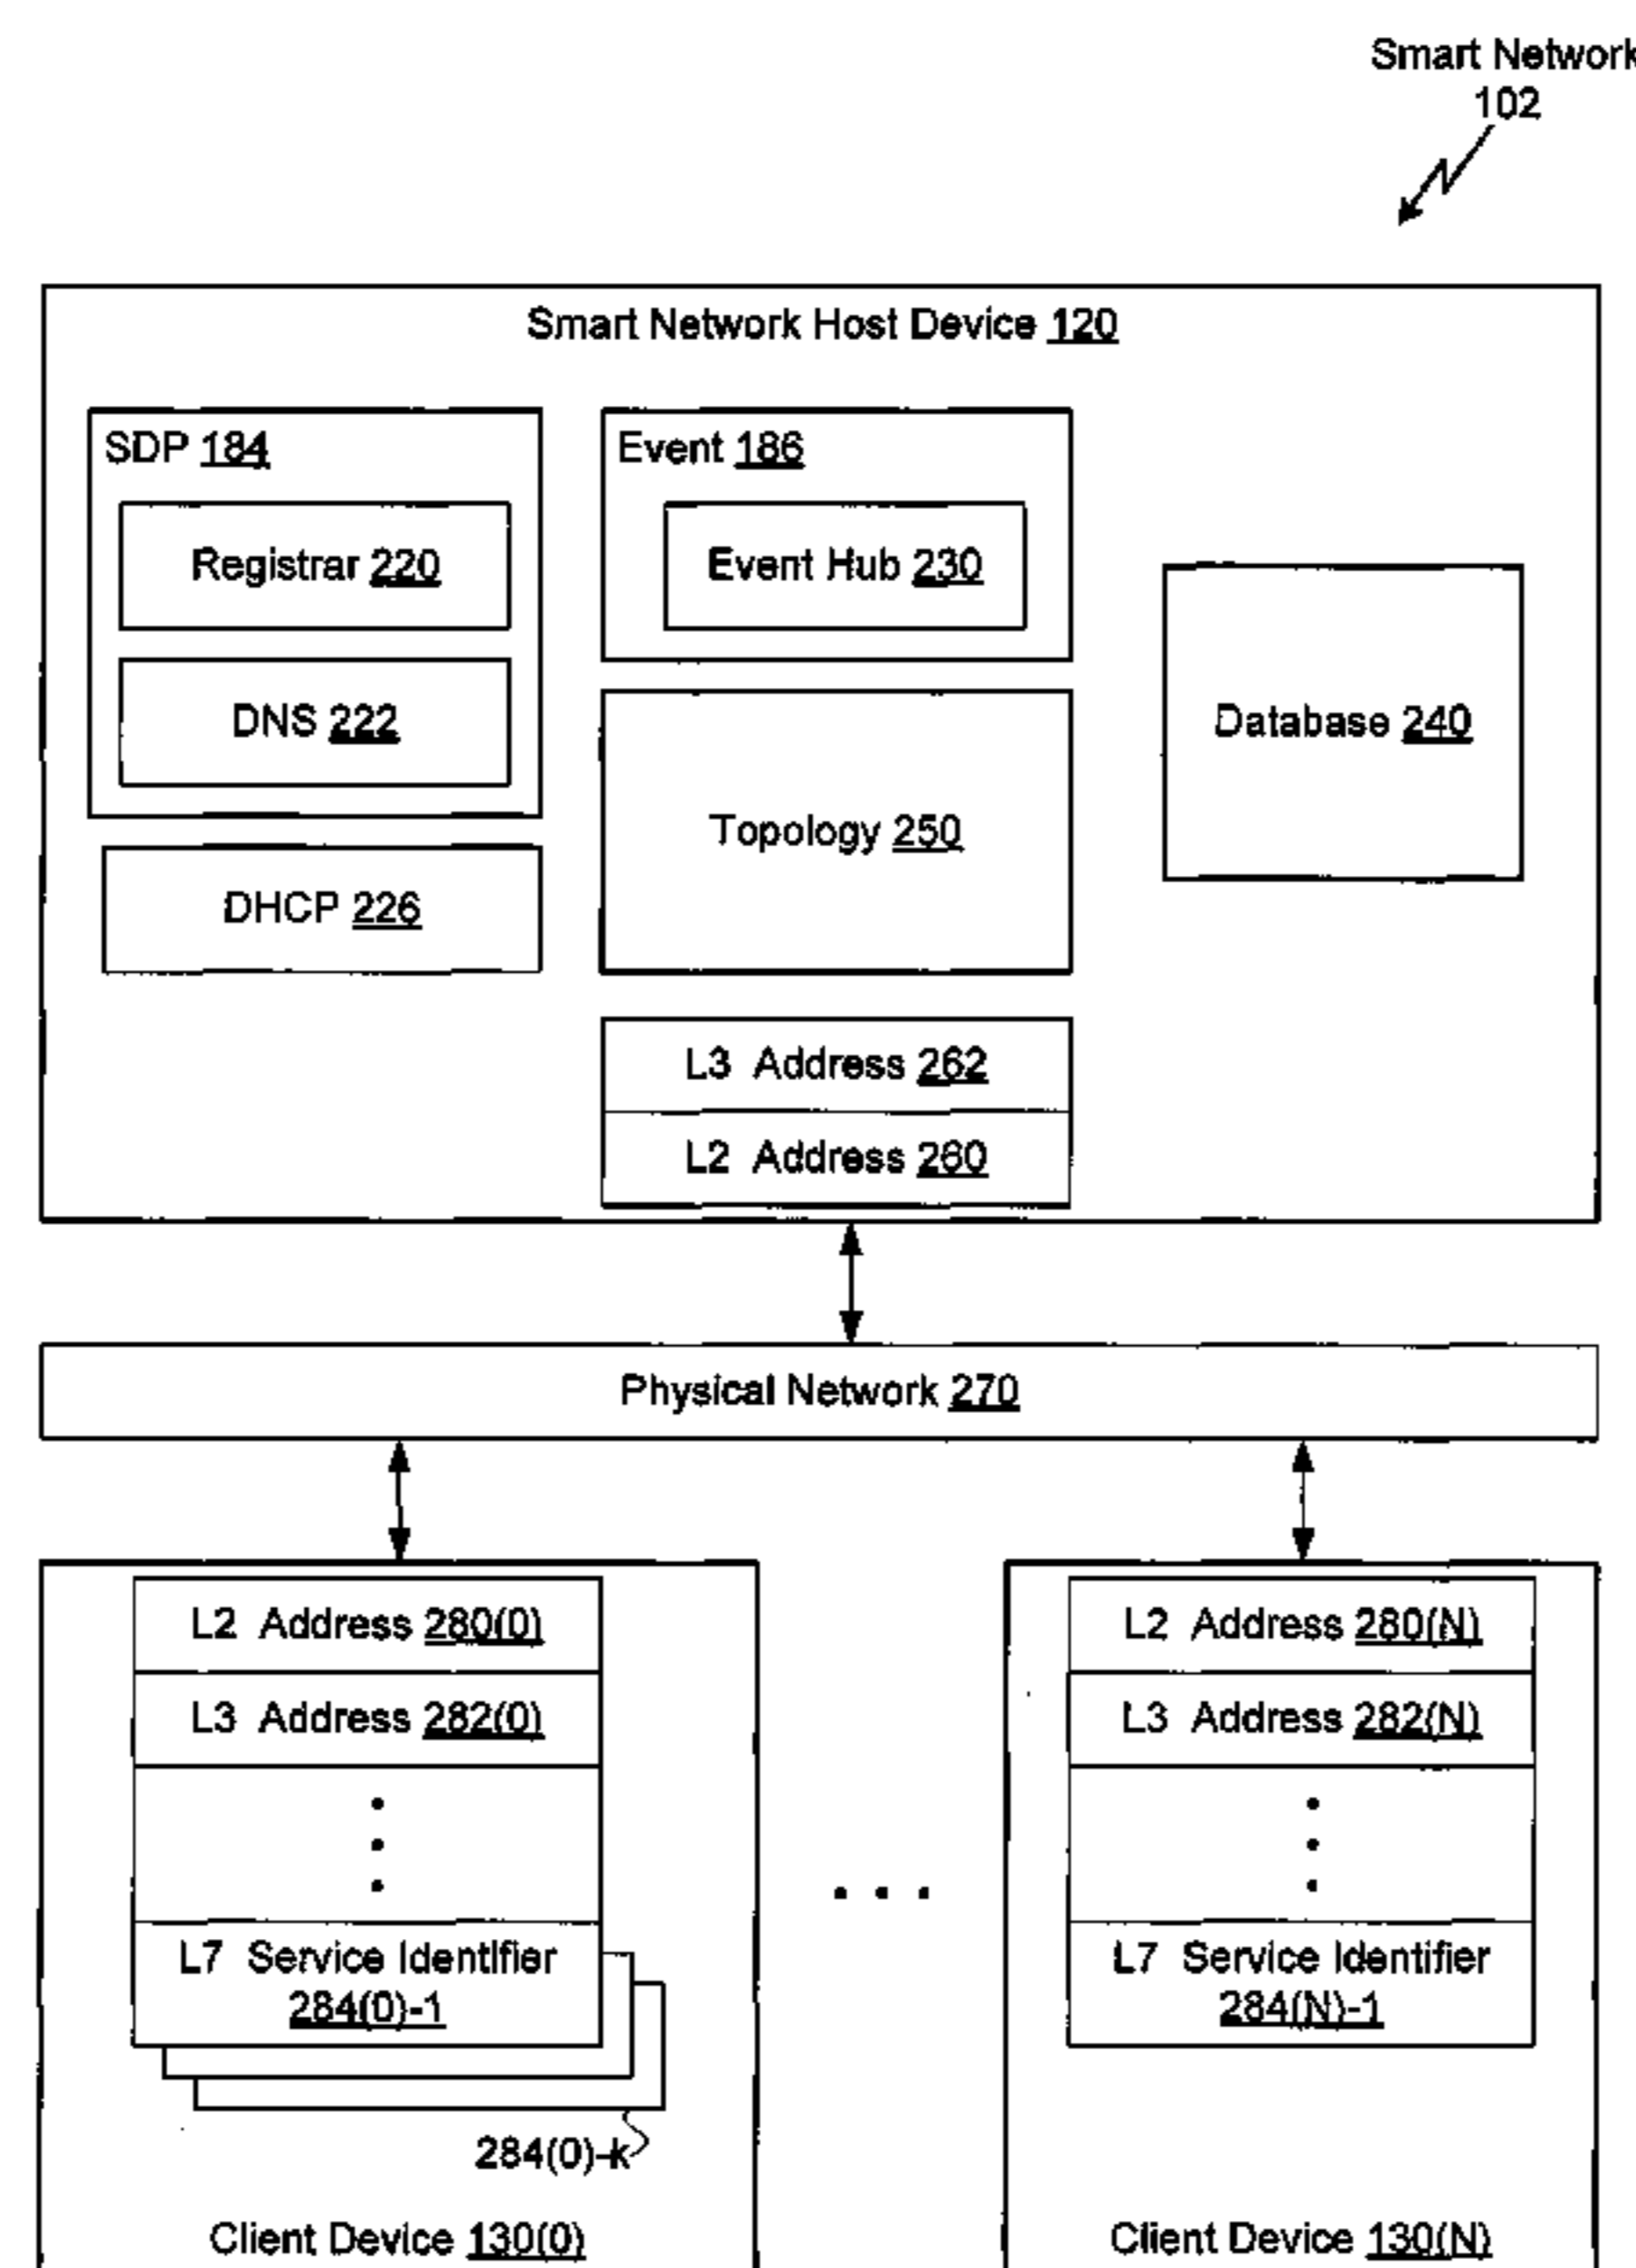 Smart Network
102
Smart Network Host Device 120
SDP 184
Registrar 220
DNS 222
DHCP 226
Event 186
Event Hub 230
Topology 250
Database 240
L3 Address 262
L2 Address 260
Physical Network 270
L2 Address 280(0)
L3 Address 282(0)
L7 Service Identifier
284(0)-1
284(0)-k
Client Device 130(0)
. . .
L2 Address 280(N)
L3 Address 282(N)
L7 Service Identifier
284(N)-1
Client Device 130(N)